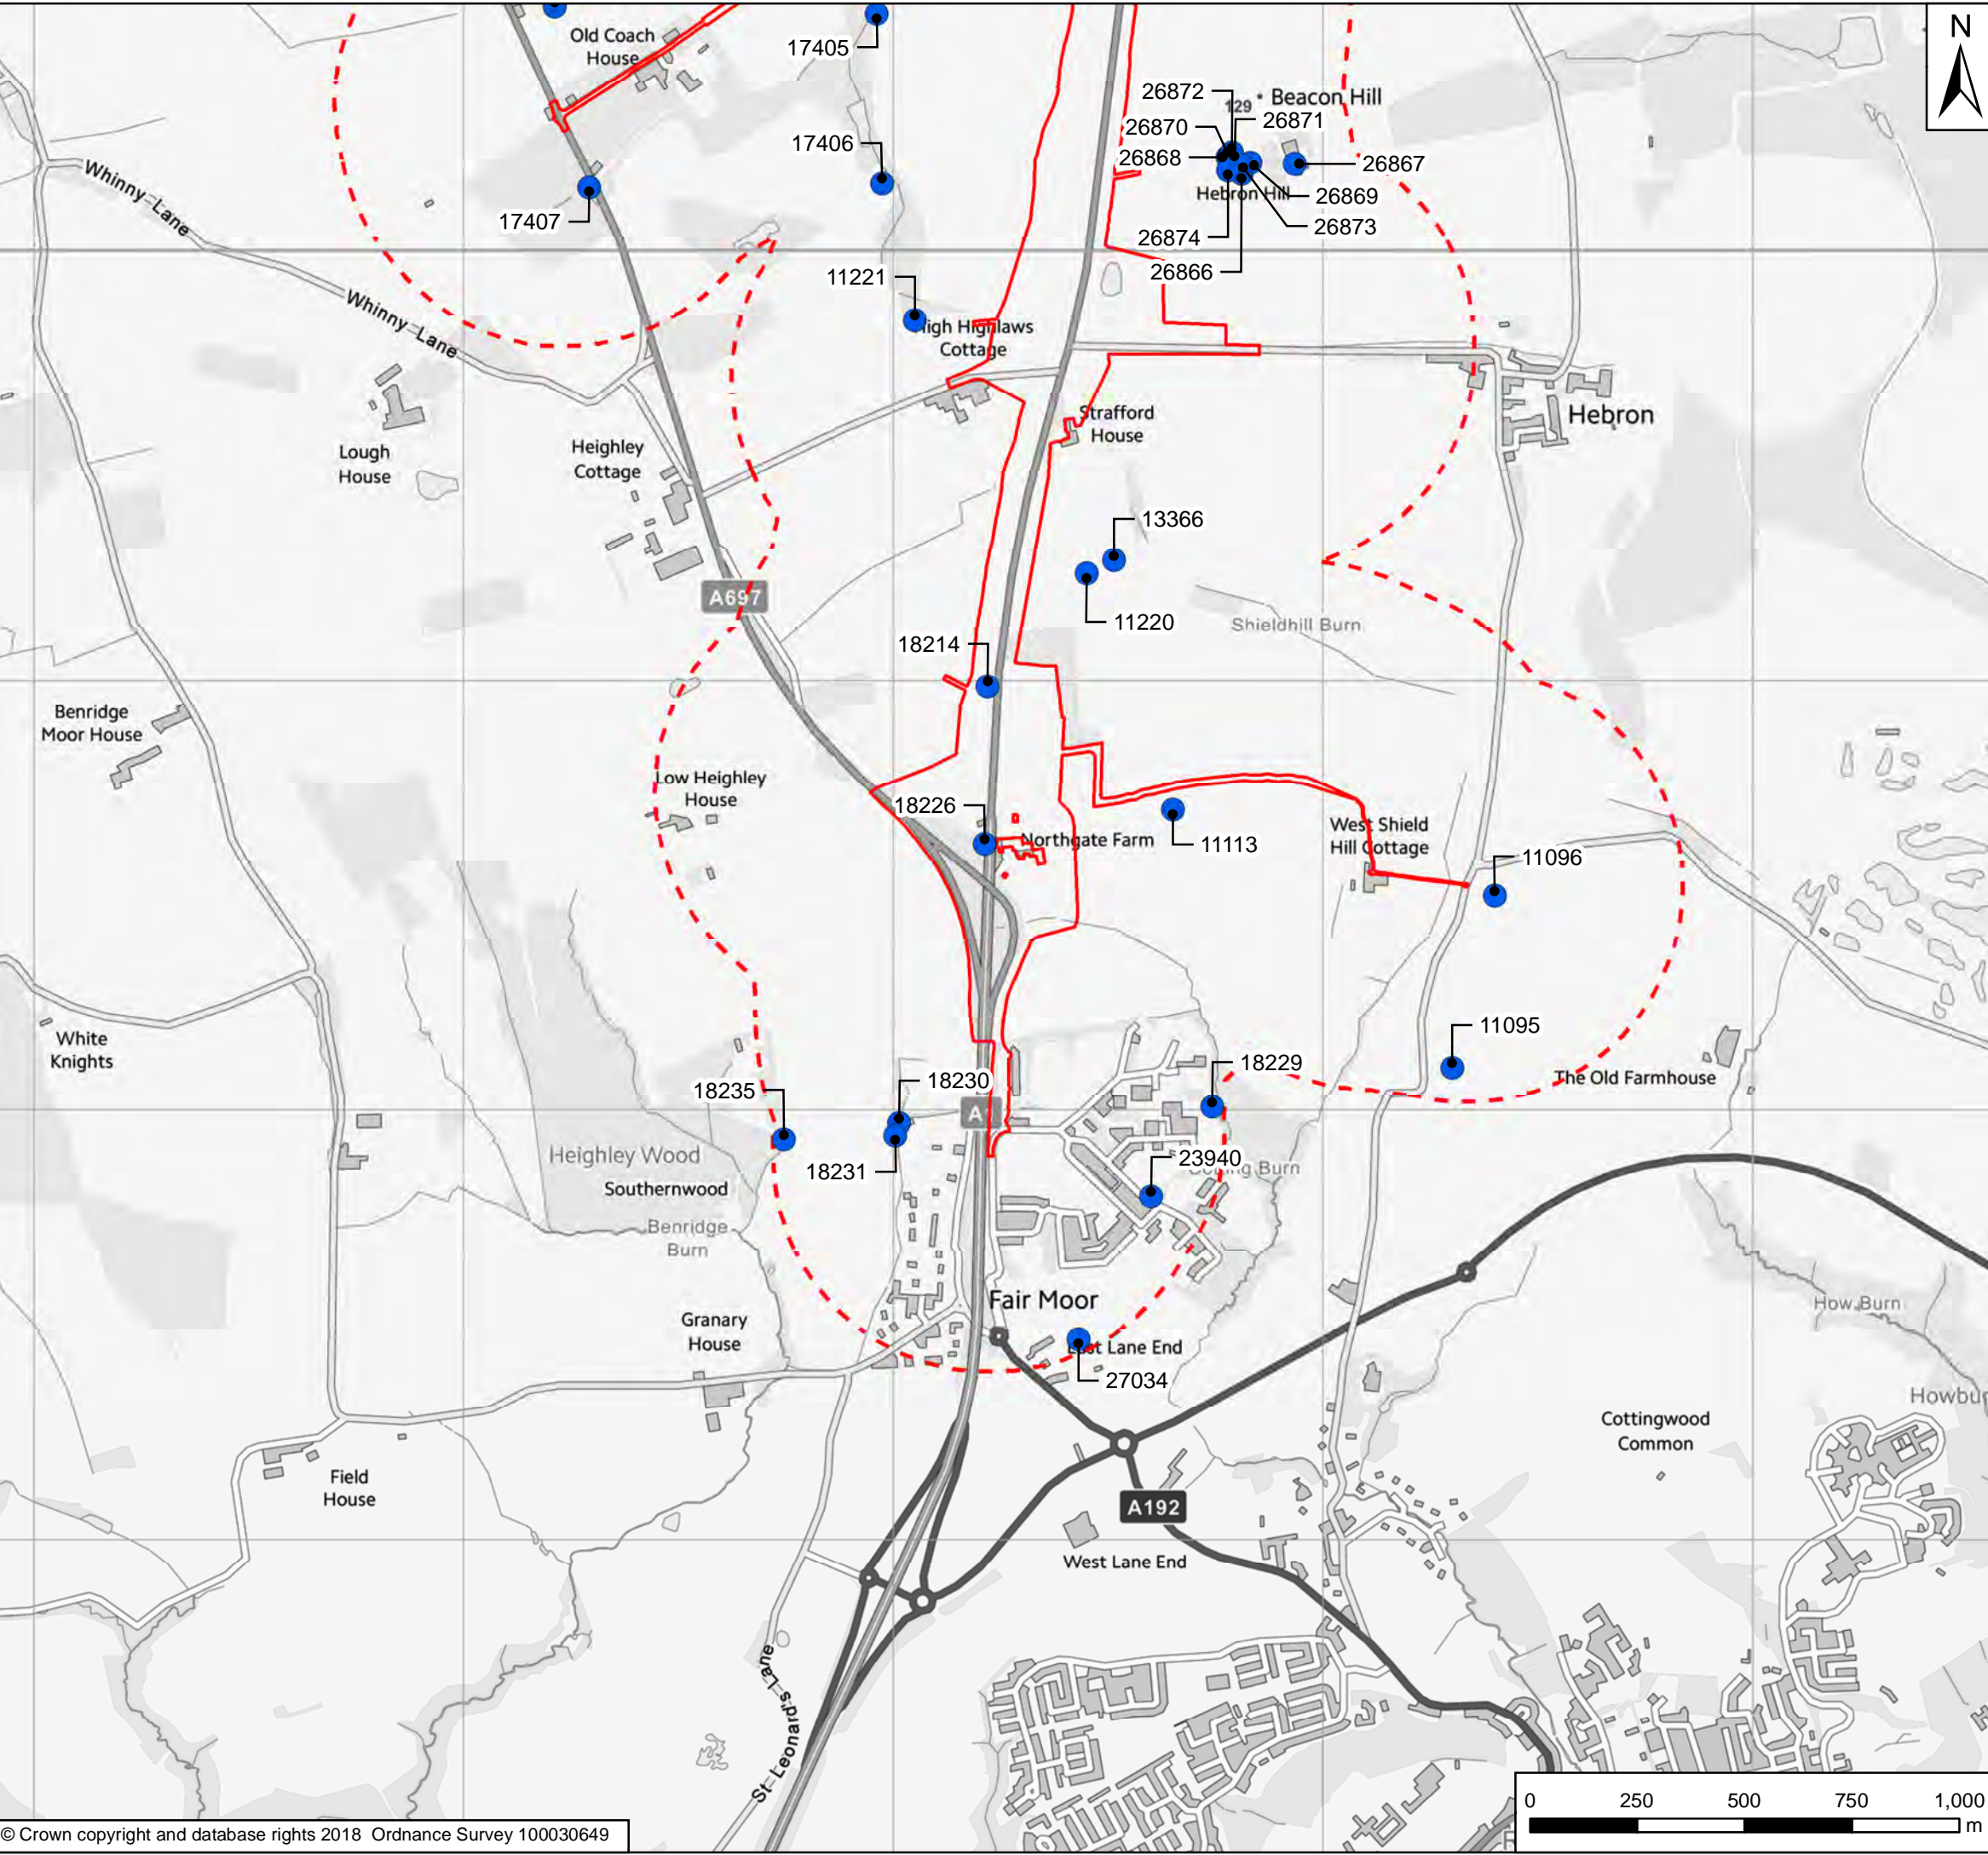 N
Old Coach
House
17405
26872
129
Beacon Hill
26870
26871
17406
26868
26867
Whinny Lane
Hebron Hill
26869
17407
26873
26874
26866
11221
Whinny Lane
High Highlaws
Cottage
Strafford
House
Hebron
Lough
House
Heighley
Cottage
13366
A697
11220
Shieldhill Burn
18214
Benridge
Moor House
Low Heighley
House
18226
Northgate Farm
11113
West Shield
Hill Cottage
11096
White
Knights
11095
18229
The Old Farmhouse
18235
18230
A
Heighley Wood
18231
23940
Southernwood
Benridge
Burn
Fair Moor
How Burn
Granary
House
East Lane End
27034
Cottingwood
Common
Field
House
A192
West Lane End
St Leonard's Lane
0 250 500 750 1,000
m
© Crown copyright and database rights 2018 Ordnance Survey 100030649